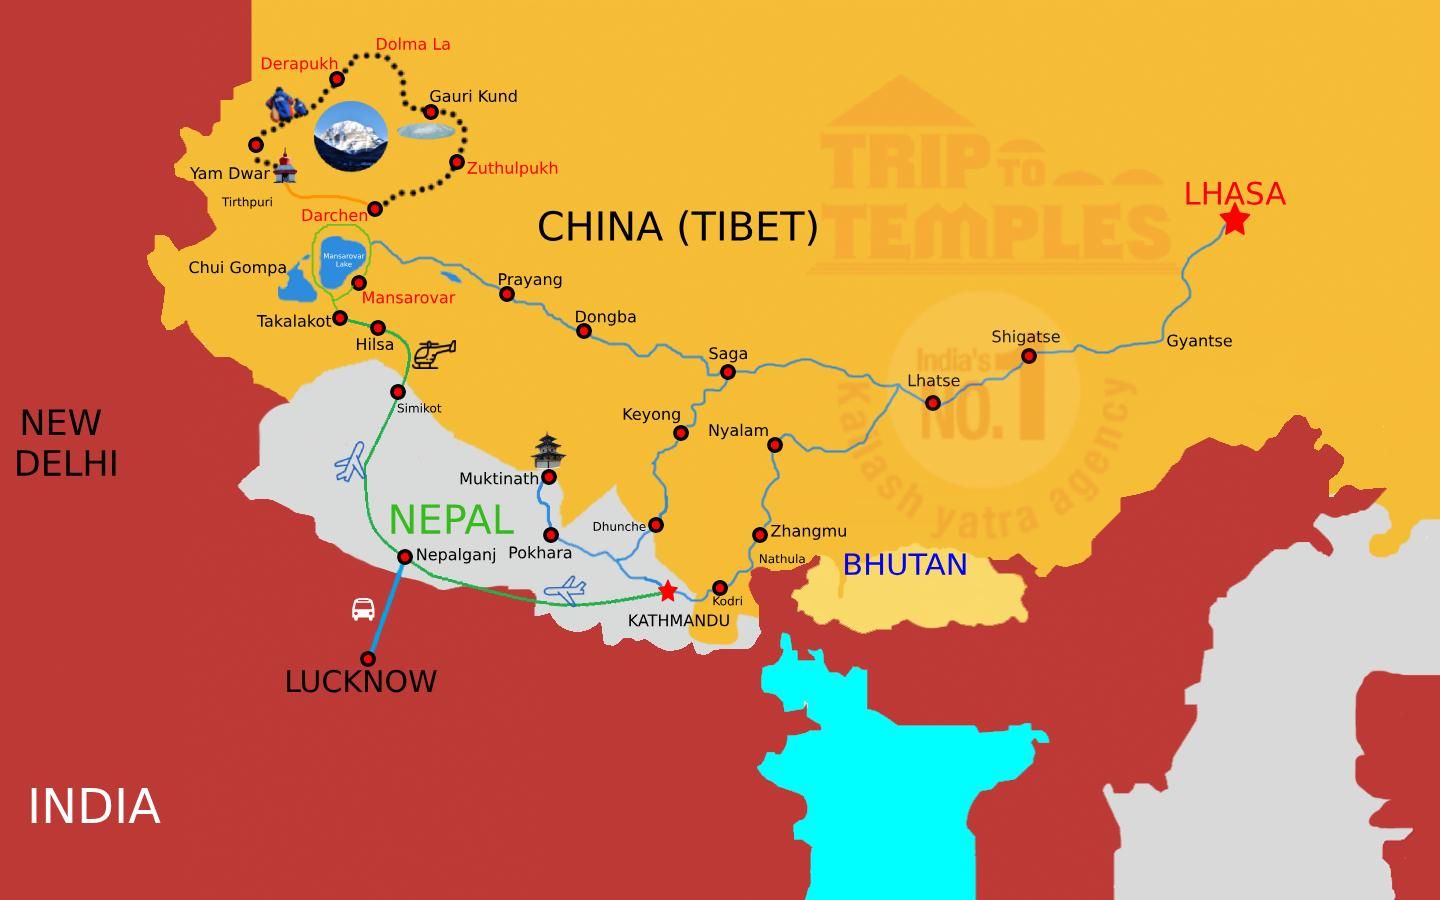 Dolma La
Derapukh
Gauri Kund
Yam Dwar
Zuthulpukh
Tirthpuri
Darchen
TRIP TO
TEMPLES
LHASA
CHINA (TIBET)
Mansarovar
Lake
Chui Gompa
Prayang
Mansarovar
Takalakot
Dongba
Hilsa
Saga
Shigatse
Gyantse
India's
NO.1
Kailash yatra agency
Lhatse
Simikot
Keyong
Nyalam
NEW
DELHI
Muktinath
NEPAL
Dhunche
Zhangmu
Nepalganj
Pokhara
Nathula
BHUTAN
Kodri
KATHMANDU
LUCKNOW
INDIA